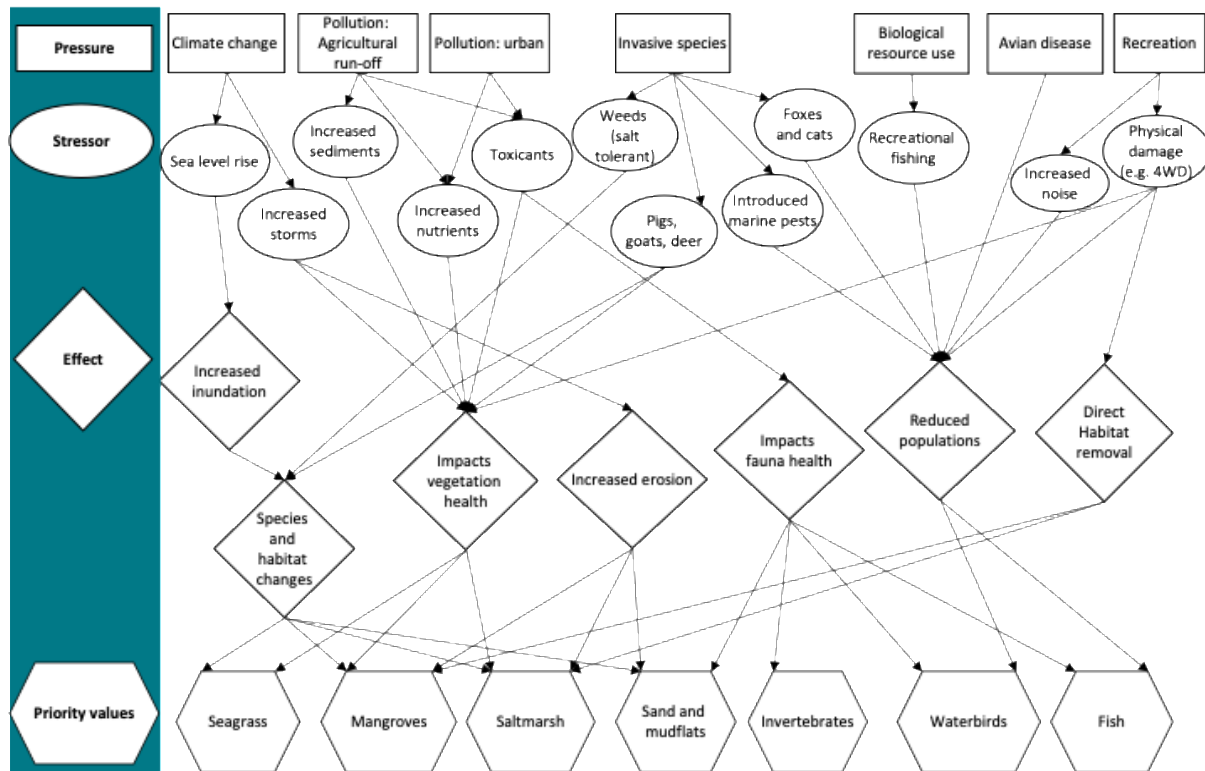 Pressure
Climate change
Pollution:
Agricultural
run-off
Pollution: urban
Invasive species
Biological
resource use
Avian disease
Recreation
Stressor
Sea level rise
Increased
storms
Increased
sediments
Increased
nutrients
Toxicants
Weeds
(salt
tolerant)
Pigs,
goats, deer
Introduced
marine pests
Foxes
and cats
Recreational
fishing
Increased
noise
Physical
damage
(e.g. 4WD)
Effect
Increased
inundation
Species
and
habitat
changes
Impacts
vegetation
health
Increased erosion
Impacts
fauna health
Reduced
populations
Direct
Habitat
removal
Priority values
Seagrass
Mangroves
Saltmarsh
Sand and
mudflats
Invertebrates
Waterbirds
Fish